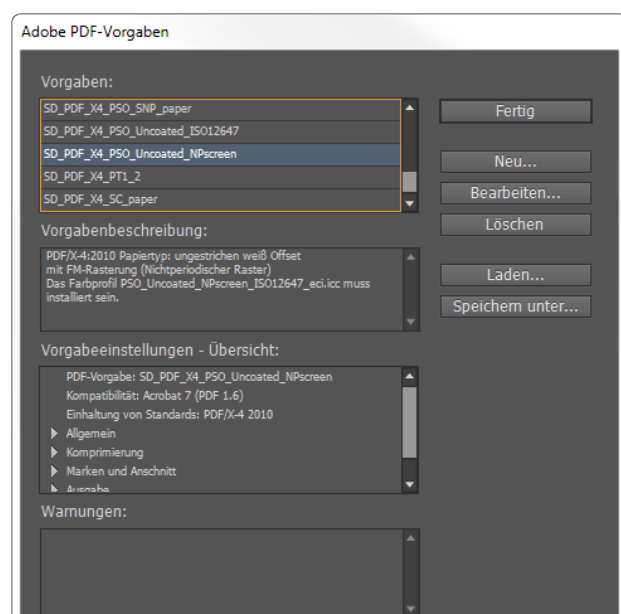 Adobe PDF-Vorgaben
Vorgaben:
SD_PDF_X4_PSO_SNP_paper
SD_PDF_X4_PSO_Uncoated_ISO12647
SD_PDF_X4_PSO_Uncoated_NPscreen
SD_PDF_X4_PT1_2
SD_PDF_X4_SC_paper
Fertig
Neu...
Bearbeiten...
Löschen
Laden...
Speichern unter...
Vorgabenbeschreibung:
PDF/X-4:2010 Papiertyp: ungestrichen weiß Offset
mit FM-Rasterung (Nichtperiodischer Raster)
Das Farbprofil PSO_Uncoated_NPscreen_ISO12647_eci.icc muss
installiert sein.
Vorgabeeinstellungen - Übersicht:
PDF-Vorgabe: SD_PDF_X4_PSO_Uncoated_NPscreen
Kompatibilität: Acrobat 7 (PDF 1.6)
Einhaltung von Standards: PDF/X-4 2010
Allgemein
Komprimierung
Marken und Anschnitt
Ausgabe
Warnungen: